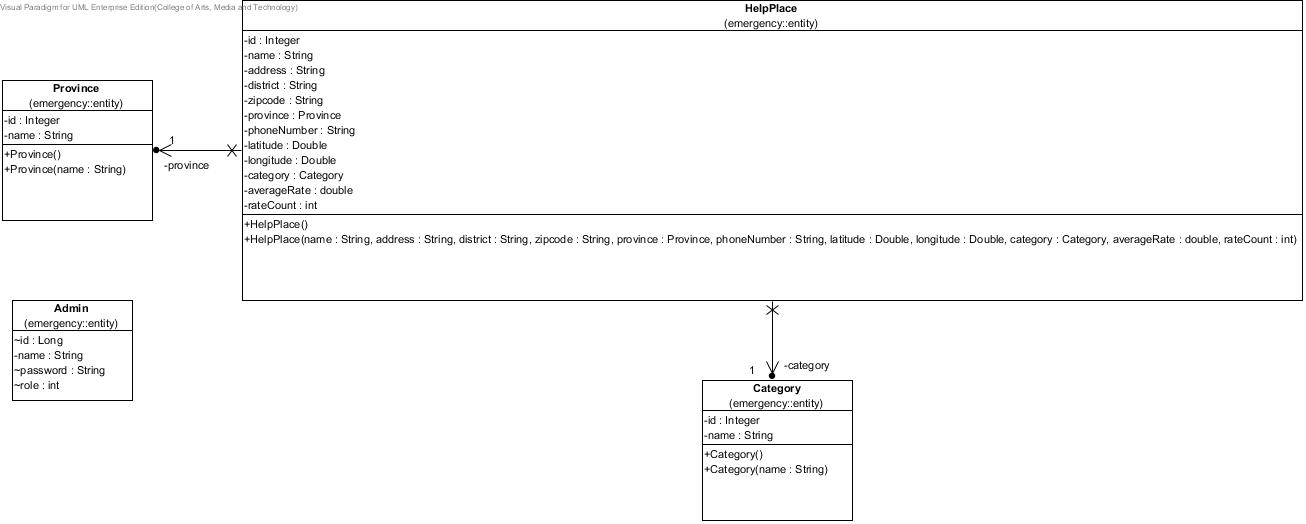 Visual Paradigm for UML Enterprise Edition(College of Arts, Media and Technology)
HelpPlace
(emergency::entity)
-id : Integer
-name : String
-address : String
-district : String
-zipcode : String
-province : Province
-phoneNumber : String
-latitude : Double
-longitude : Double
-category : Category
-averageRate : double
-rateCount : int
+HelpPlace()
+HelpPlace(name : String, address : String, district : String, zipcode : String, province : Province, phoneNumber : String, latitude : Double, longitude : Double, category : Category, averageRate : double, rateCount : int)
Province
(emergency::entity)
-id : Integer
-name : String
+Province()
+Province(name : String)
1
-province
Admin
(emergency::entity)
~id : Long
-name : String
~password : String
~role : int
1
-category
Category
(emergency::entity)
-id : Integer
-name : String
+Category()
+Category(name : String)